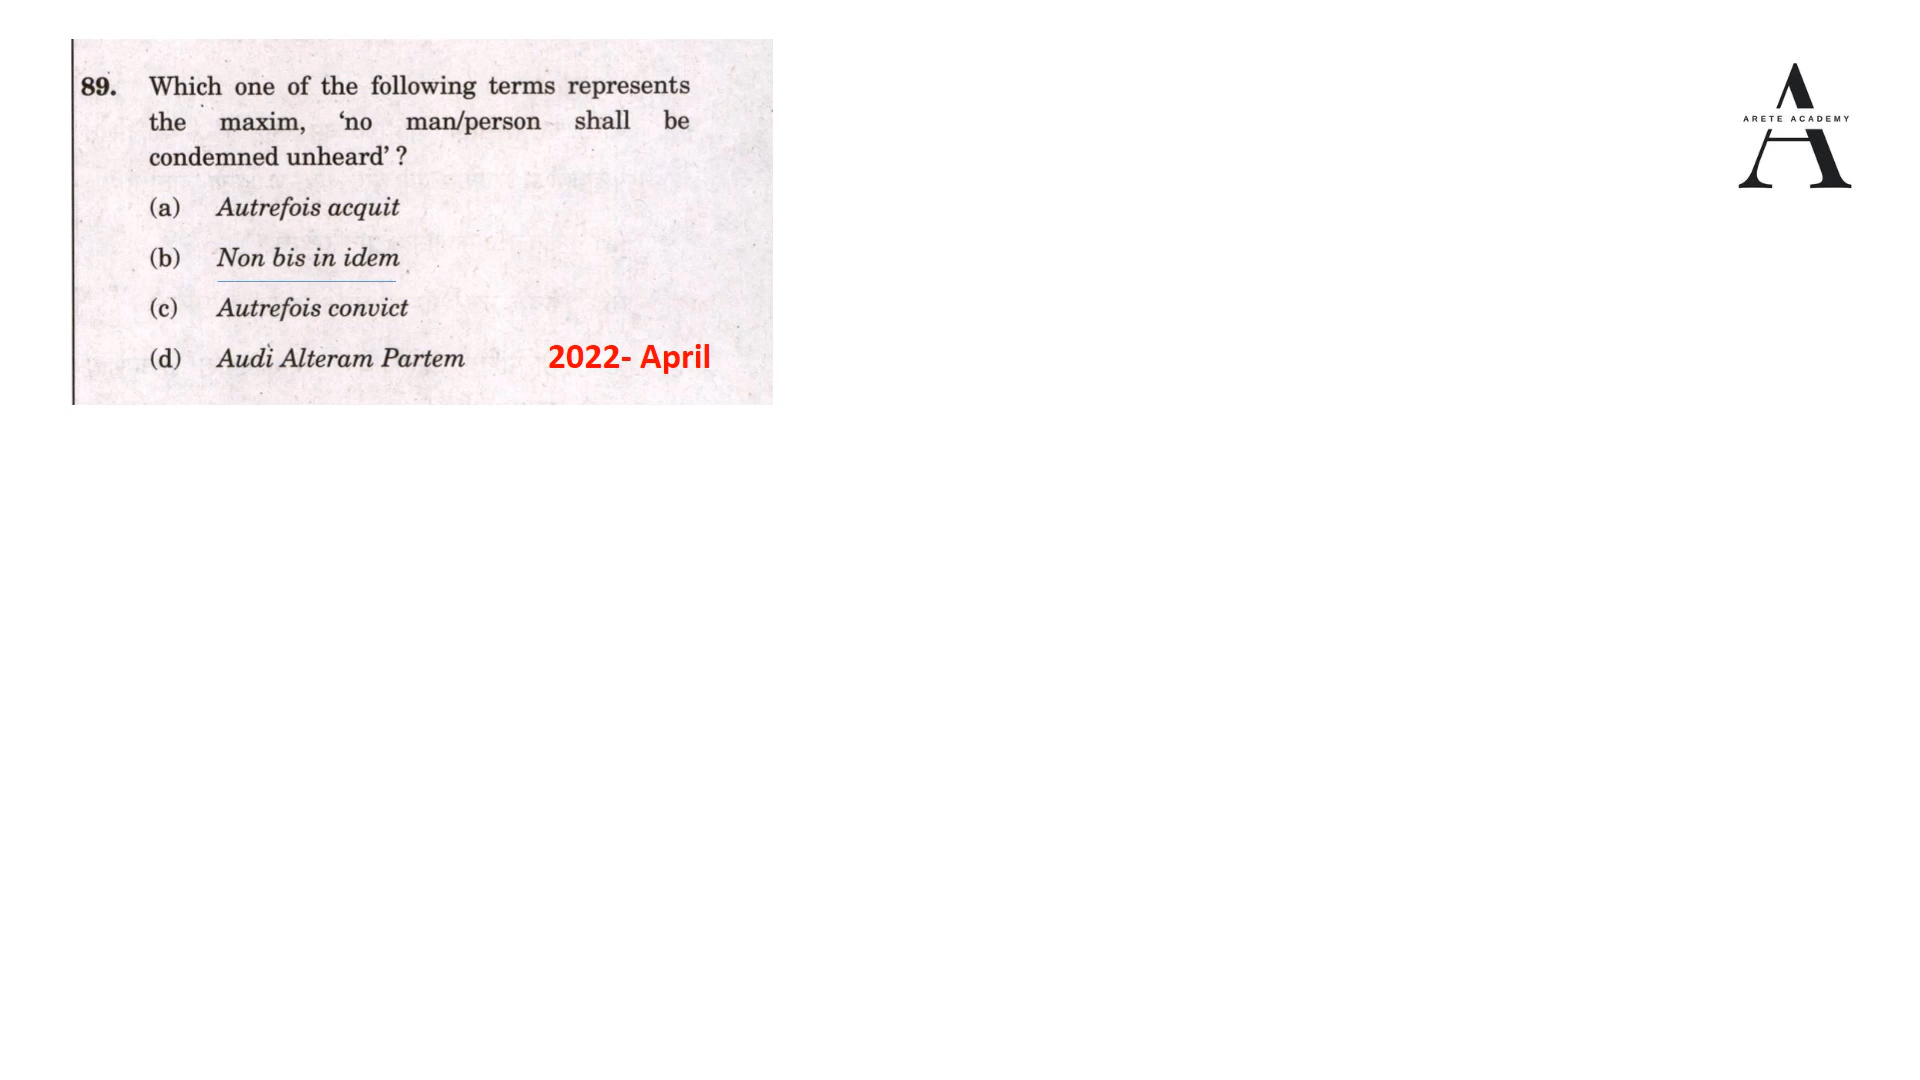 89. Which one of the following terms represents
the maxim, ‘no man/person shall be
condemned unheard’ ?
(a) Autrefois acquit
(b) Non bis in idem
(c) Autrefois convict
(d) Audi Alteram Partem
2022- April
ARETE ACADEMY